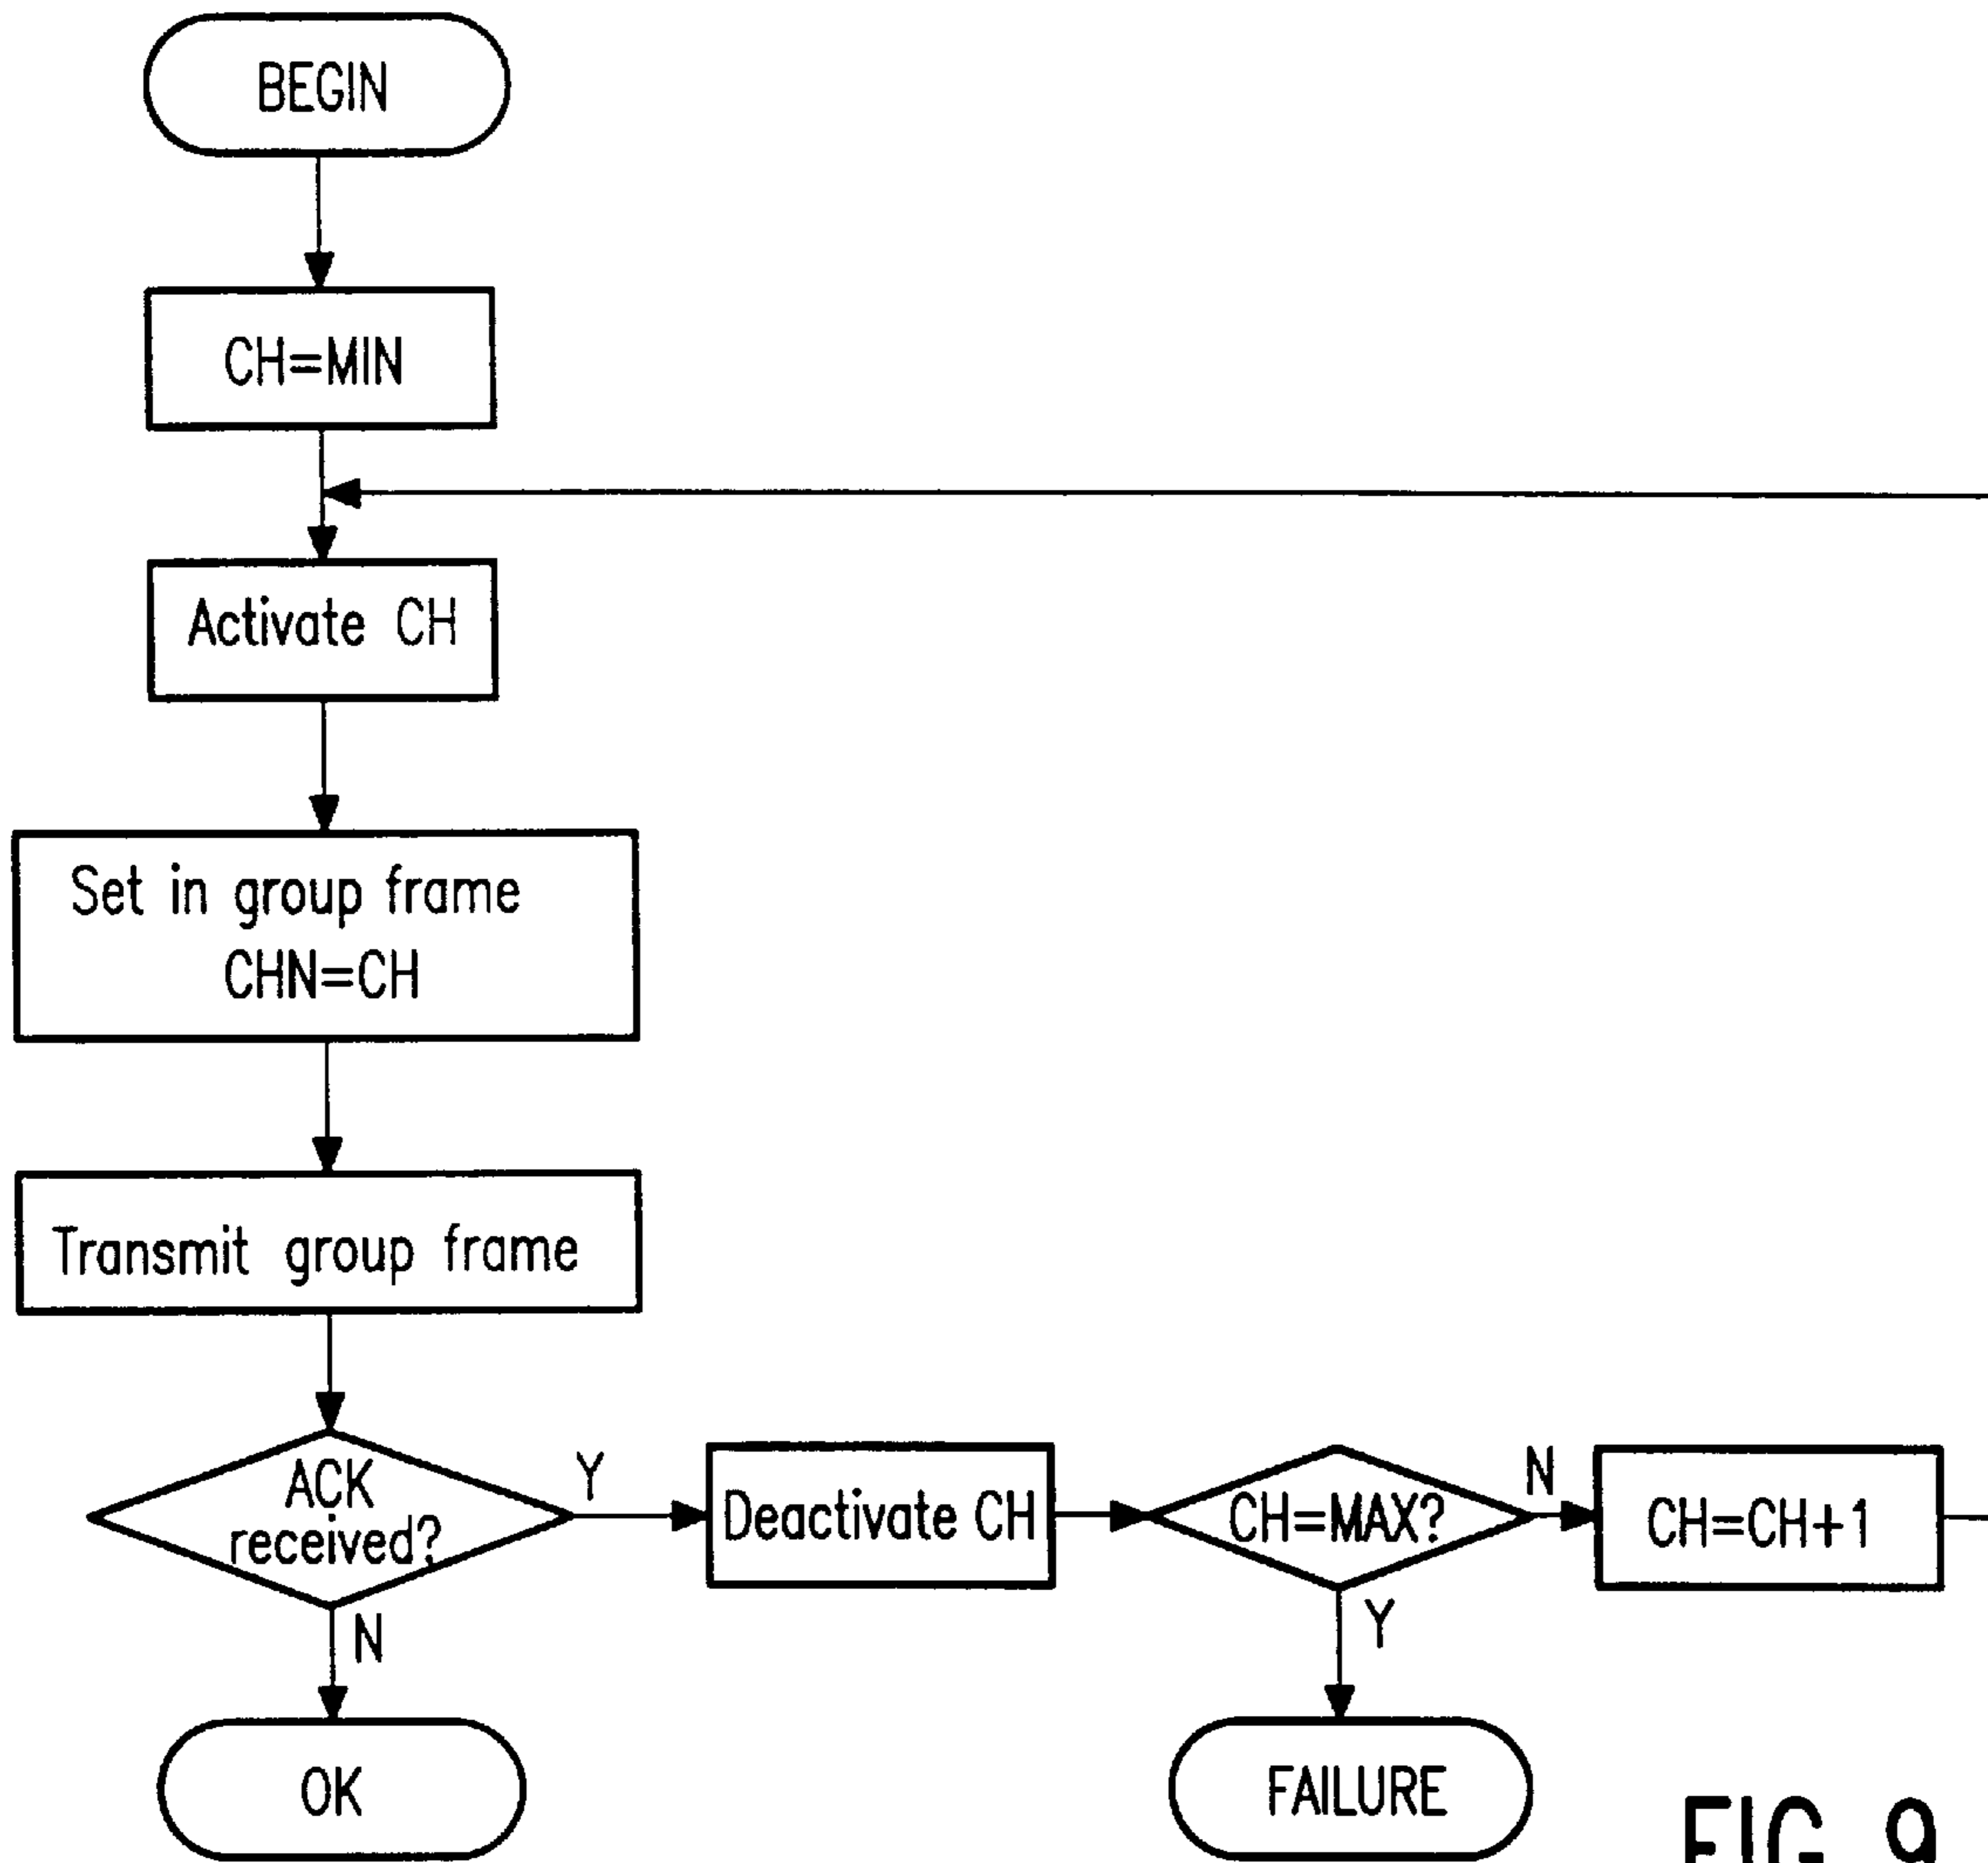 BEGIN
CH=MIN
Activate CH
Set in group frame
CHN=CH
Transmit group frame
ACK
received?
Y
N
Deactivate CH
CH=MAX?
N
Y
CH=CH+1
OK
FAILURE
FIG. 9